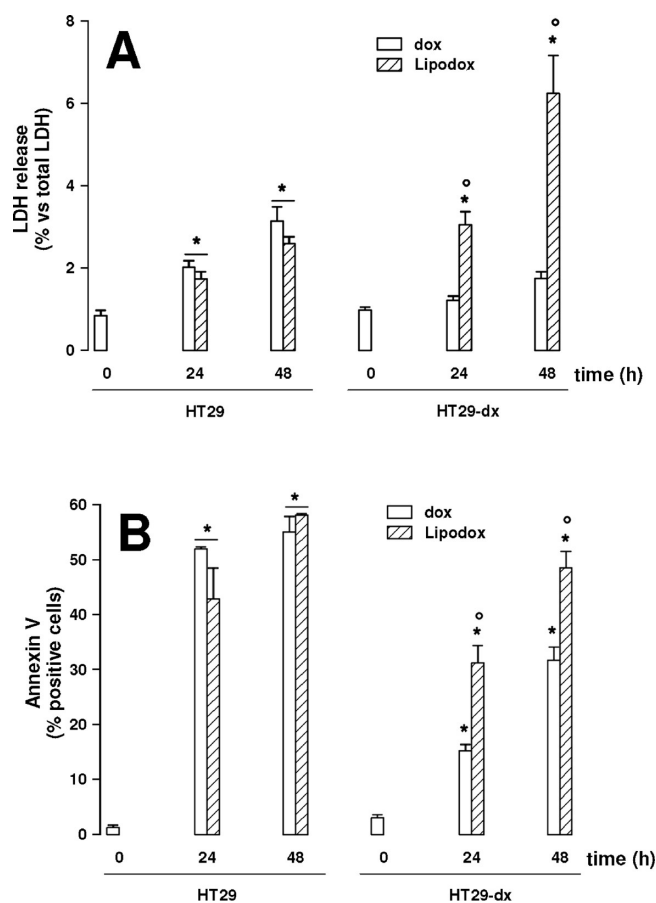 A
8
6
4
2
0
LDH release
(% vs total LDH)
dox
Lipodox
*
*
°
*
°
*
0 24 48 0 24 48 time (h)
HT29 HT29-dx
B
60
50
40
30
20
10
0
Annexin V
(% positive cells)
dox
Lipodox
*
*
*
°
*
*
°
*
0 24 48 0 24 48 time (h)
HT29 HT29-dx